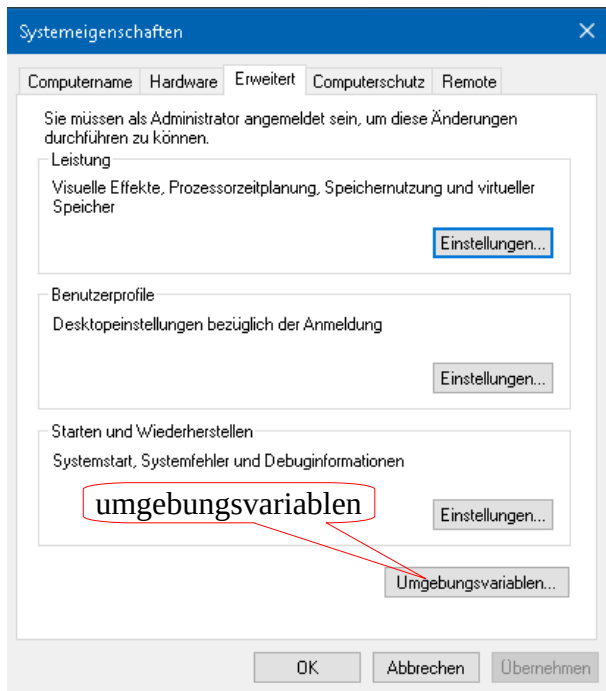 Systemeigenschaften
Computername Hardware Erweitert Computerschutz Remote
Sie müssen als Administrator angemeldet sein, um diese Änderungen
durchführen zu können.
Leistung
Visuelle Effekte, Prozessorzeitplanung, Speichernutzung und virtueller
Speicher
Einstellungen...
Benutzerprofile
Desktopeinstellungen bezüglich der Anmeldung
Einstellungen...
Starten und Wiederherstellen
Systemstart, Systemfehler und Debuginformationen
umgebungsvariablen
Einstellungen...
Umgebungsvariablen...
OK Abbrechen Übernehmen